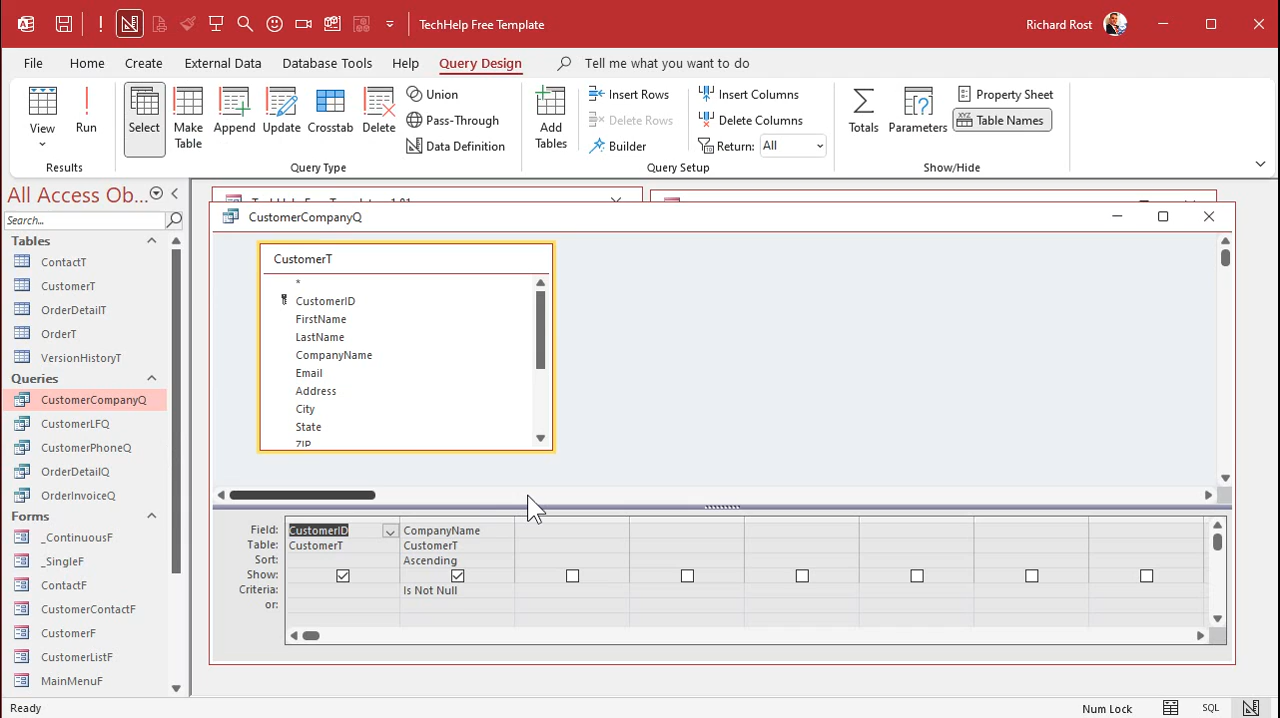 TechHelp Free Template
Richard Rost
File Home Create External Data Database Tools Help Query Design Tell me what you want to do
View
Run
Select
Make Table
Append
Update
Crosstab
Delete
Union
Pass-Through
Data Definition
Add Tables
Insert Rows
Delete Rows
Builder
Insert Columns
Delete Columns
Return: All
Totals
Parameters
Property Sheet
XYZ
Table Names
Results
Query Type
Query Setup
Show/Hide
All Access Ob...
Search...
Tables
ContactT
CustomerT
OrderDetailT
OrderT
VersionHistoryT
Queries
CustomerCompanyQ
CustomerLFQ
CustomerPhoneQ
OrderDetailQ
OrderInvoiceQ
Forms
_ContinuousF
_SingleF
ContactF
CustomerContactF
CustomerF
CustomerListF
MainMenuF
CustomerCompanyQ
CustomerT
*
CustomerID
FirstName
LastName
CompanyName
Email
Address
City
State
ZIP
Field: CustomerID CompanyName
Table: CustomerT CustomerT
Sort: Ascending
Show:
Criteria: Is Not Null
or:
Ready
Num Lock
SQL